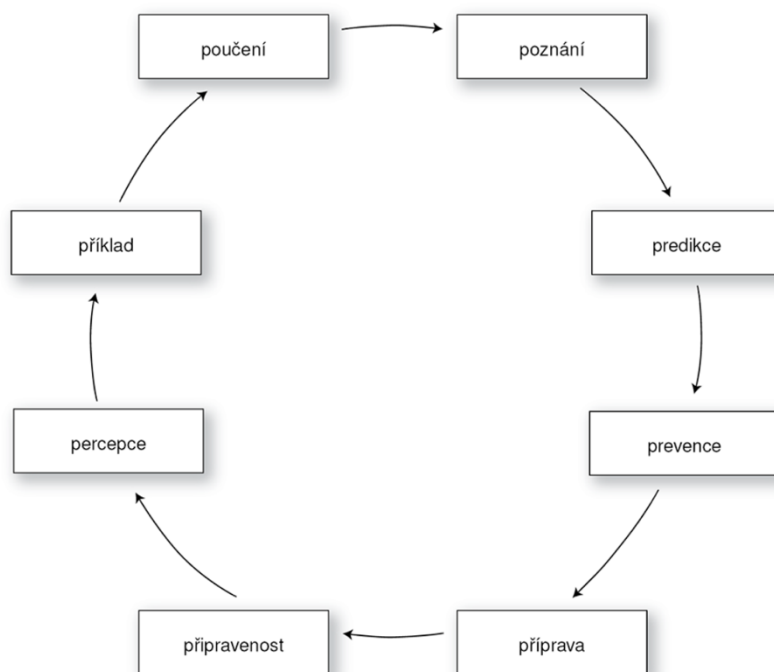 poučení
poznání
příklad
predikce
percepce
prevence
připravenost
příprava